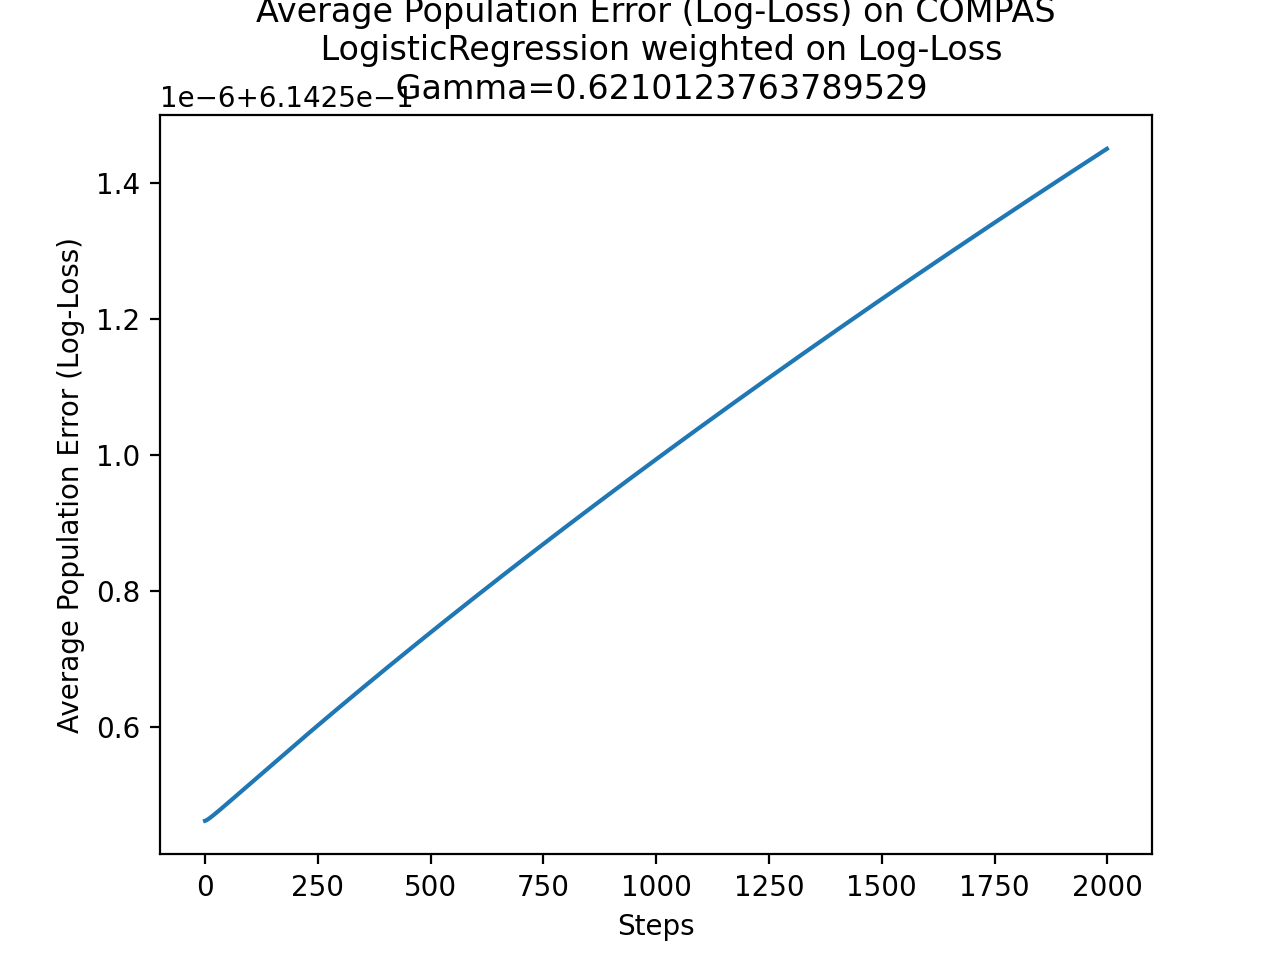 Average Population Error (Log-Loss) on COMPAS
LogisticRegression weighted on Log-Loss
Gamma=0.6210123763789529
1e−6+6.1425e−1
1.4
1.2
1.0
0.8
0.6
Average Population Error (Log-Loss)
0 250 500 750 1000 1250 1500 1750 2000
Steps